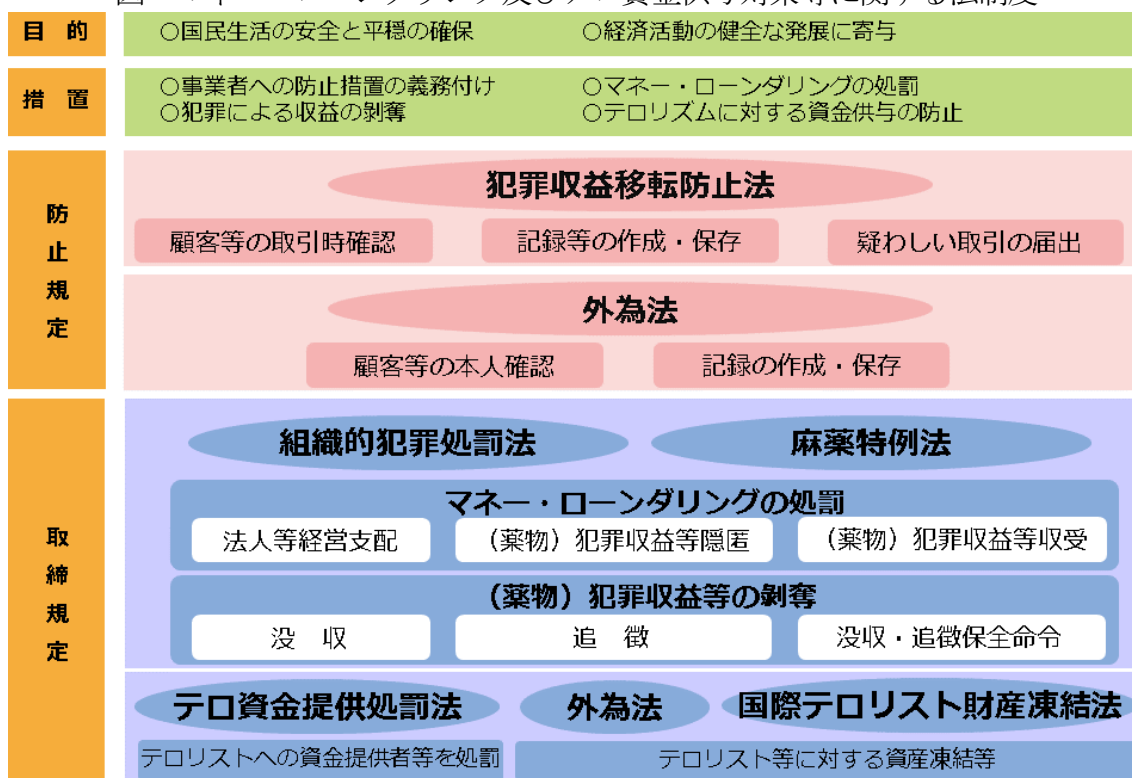 目 的
○国民生活の安全と平穏の確保 ○経済活動の健全な発展に寄与
措 置
○事業者への防止措置の義務付け ○マネー・ローンダリングの処罰
○犯罪による収益の剝奪 ○テロリズムに対する資金供与の防止
防止規定
犯罪収益移転防止法
顧客等の取引時確認 記録等の作成・保存 疑わしい取引の届出
外為法
顧客等の本人確認 記録の作成・保存
取締規定
組織的犯罪処罰法 麻薬特例法
マネー・ローンダリングの処罰
法人等経営支配 (薬物)犯罪収益等隠匿 (薬物)犯罪収益等収受
(薬物)犯罪収益等の剝奪
没 収 追 徴 没収・追徴保全命令
テロ資金提供処罰法 外為法 国際テロリスト財産凍結法
テロリストへの資金提供者等を処罰 テロリスト等に対する資産凍結等